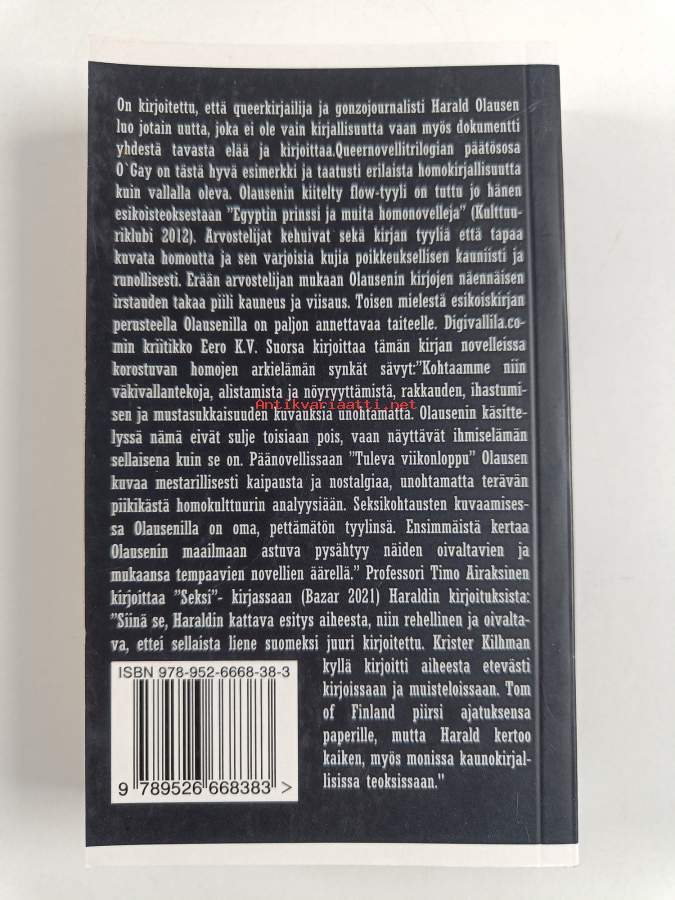 On kirjoitettu, että queerkirjailija ja gonzojournalisti Harald Olausen
luo jotain uutta, joka ei ole vain kirjallisuutta vaan myös dokumentti
yhdestä tavasta elää ja kirjoittaa.Queernovellitrilogian päätösosa
O`Gay on tästä hyvä esimerkki ja taatusti erilaista homokirjallisuutta
kuin vallalla oleva. Olausenin kiitelty flow-tyyli on tuttu jo hänen
esikoisteoksestaan "Egyptin prinssi ja muita homonovelleja" (Kulttuu-
riklubi 2012). Arvostelijat kehuivat sekä kirjan tyyliä että tapaa
kuvata homoutta ja sen varjoisia kujia poikkeuksellisen kauniisti ja
runollisesti. Erään arvostelijan mukaan Olausenin kirjojen näennäisen
irstauden takaa piili kauneus ja viisaus. Toisen mielestä esikoiskirjan
perusteella Olausenilla on paljon annettavaa taiteelle. Digivallila.co-
min kriitikko Eero K.V. Suorsa kirjoittaa tämän kirjan novelleissa
korostuvan homojen arkielämän synkät sävyt:"Kohtaamme niin
väkivallantekoja, alistamista ja nöyryyttämistä, rakkauden, ihastumi-
sen ja mustasukkaisuuden kuvauksia unohtamatta. Olausenin käsitte-
Antikvariaatti.net
lyssä nämä eivät sulje toisiaan pois, vaan näyttävät ihmiselämän
sellaisena kuin se on. Päänovellissaan "Tuleva viikonloppu" Olausen
kuvaa mestarillisesti kaipausta ja nostalgiaa, unohtamatta terävän
piikikästä homokulttuurin analyysiään. Seksikohtausten kuvaamises-
sa Olausenilla on oma, pettämätön tyylinsä. Ensimmäistä kertaa
Olausenin maailmaan astuva pysähtyy näiden oivaltavien ja
mukaansa tempaavien novellien äärellä." Professori Timo Airaksinen
kirjoittaa "Seksi"- kirjassaan (Bazar 2021) Haraldin kirjoituksista:
"Siinä se, Haraldin kattava esitys aiheesta, niin rehellinen ja oivalta-
va, ettei sellaista liene suomeksi juuri kirjoitettu. Krister Kilhman
kyllä kirjoitti aiheesta etevästi
kirjoissaan ja muisteloissaan. Tom
of Finland piirsi ajatuksensa
paperille, mutta Harald kertoo
kaiken, myös monissa kaunokirjal-
lisissa teoksissaan."
ISBN 978-952-6668-38-3
9 789526 668383 >